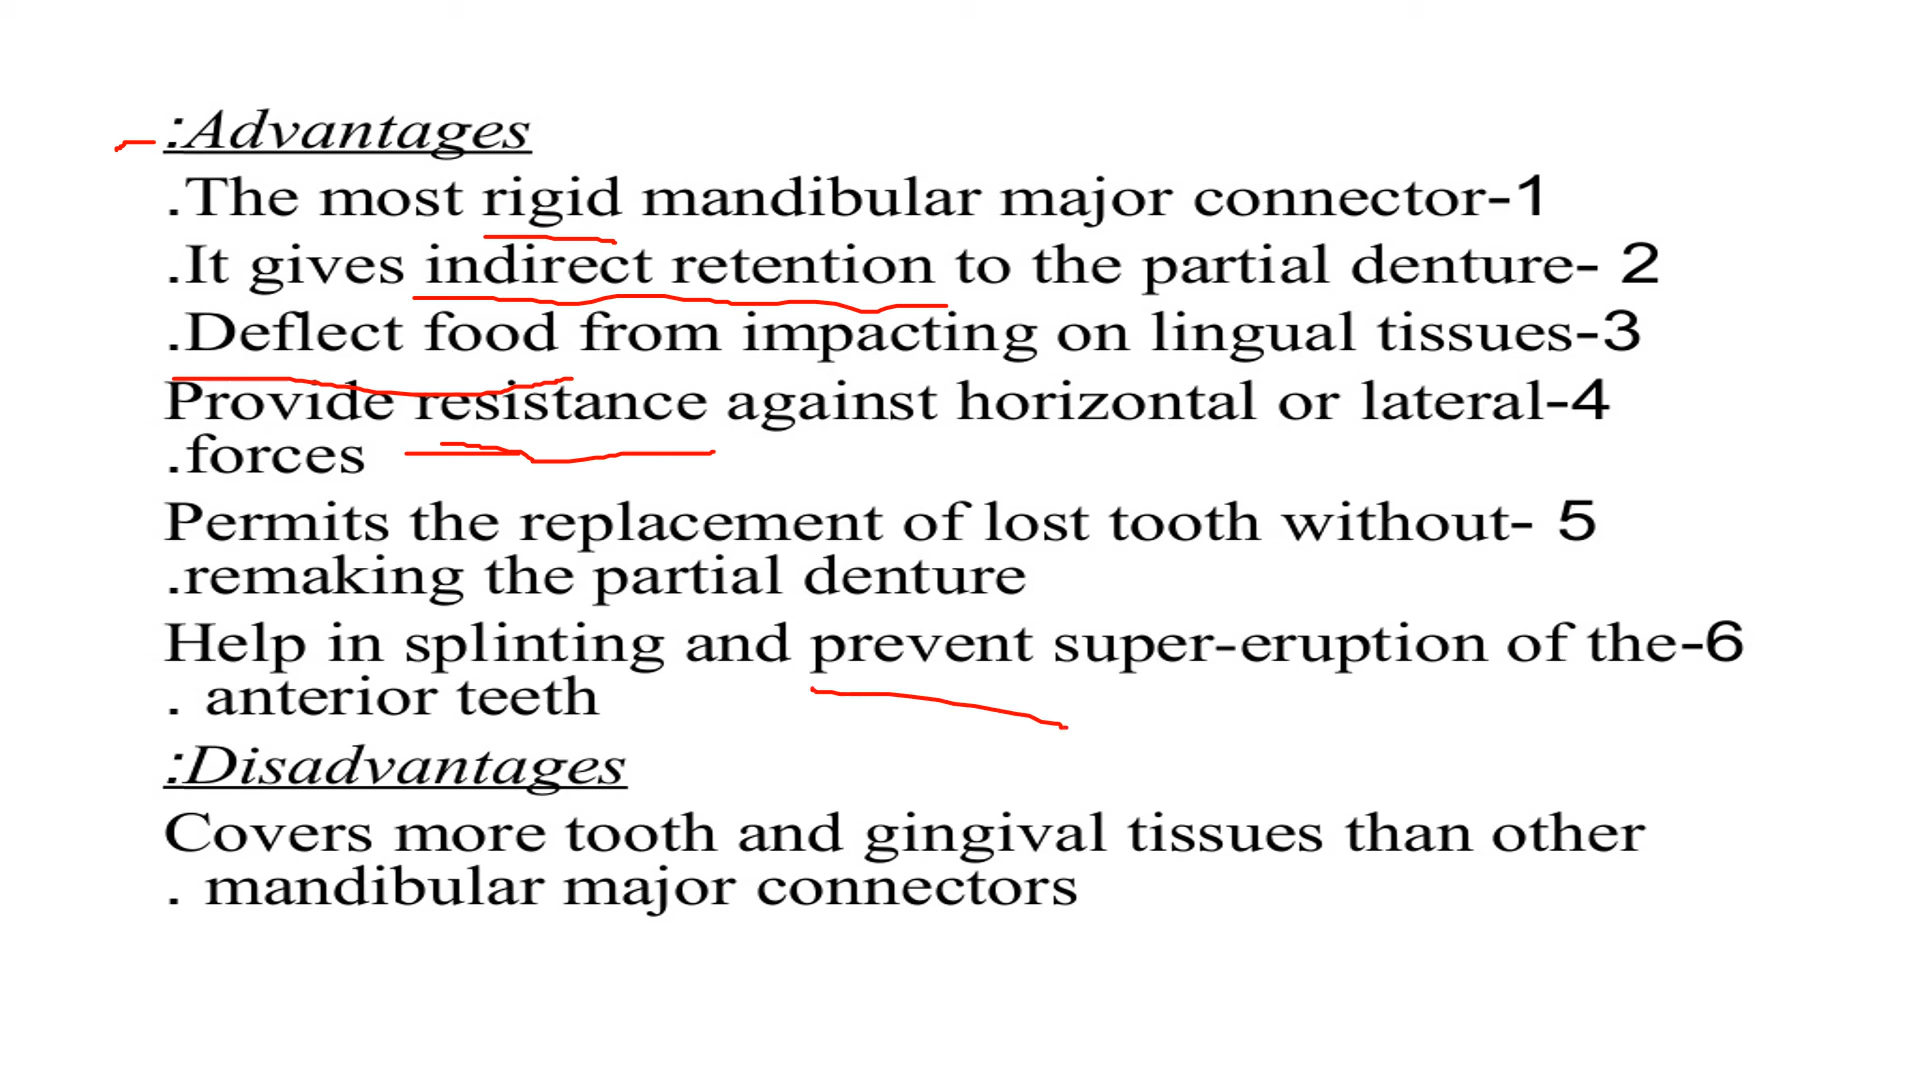 :Advantages
.The most rigid mandibular major connector-1
.It gives indirect retention to the partial denture- 2
.Deflect food from impacting on lingual tissues-3
Provide resistance against horizontal or lateral-4
.forces
Permits the replacement of lost tooth without- 5
.remaking the partial denture
Help in splinting and prevent super-eruption of the-6
. anterior teeth
:Disadvantages
Covers more tooth and gingival tissues than other
. mandibular major connectors